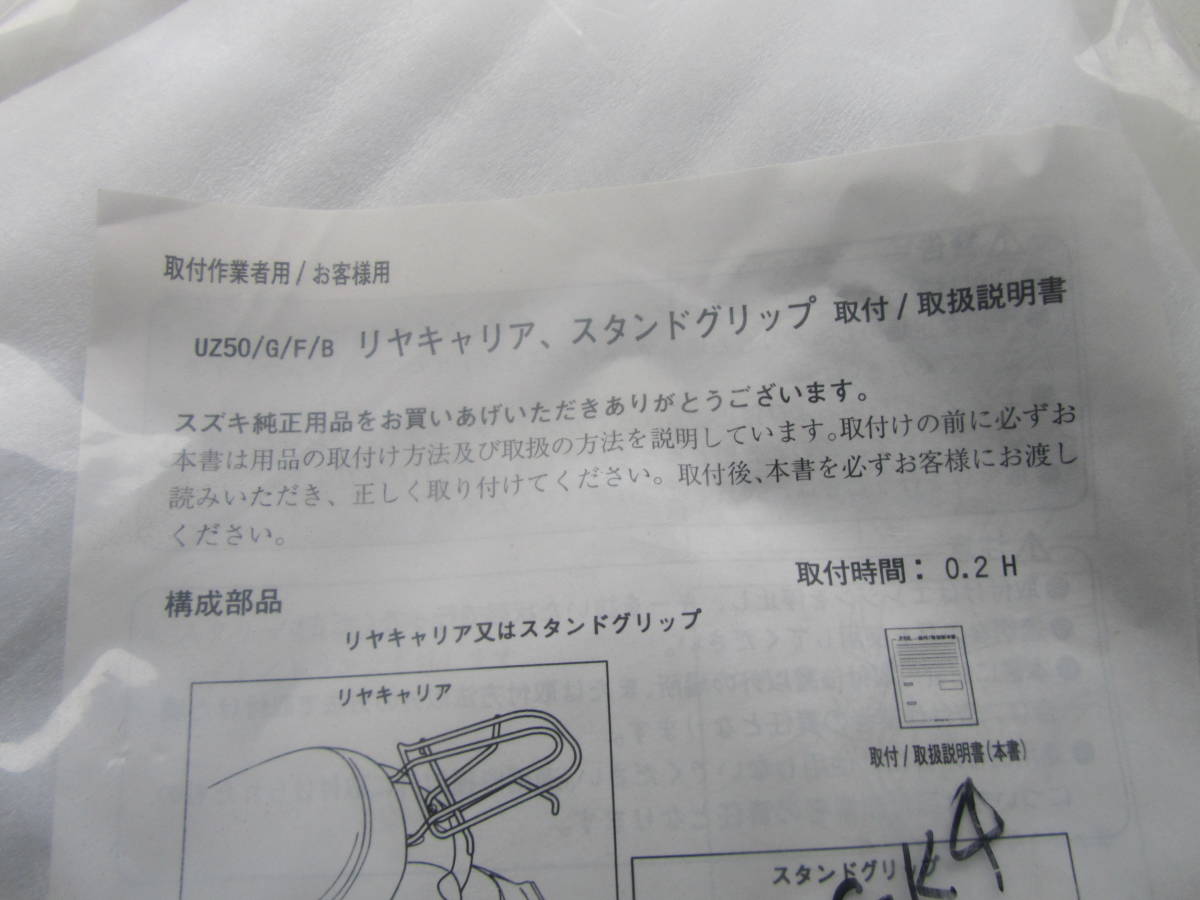 取付作業者用/お客様用
UZ50/G/F/B リヤキャリア、スタンドグリップ 取付/取扱説明書
スズキ純正用品をお買いあげいただきありがとうございます。
本書は用品の取付け方法及び取扱の方法を説明しています。取付けの前に必ずお
読みいただき、正しく取り付けてください。取付後、本書を必ずお客様にお渡し
ください。
取付時間: 0.2 H
構成部品
リヤキャリア又はスタンドグリップ
リヤキャリア
取付/取扱説明書(本書)
スタンドグリップ